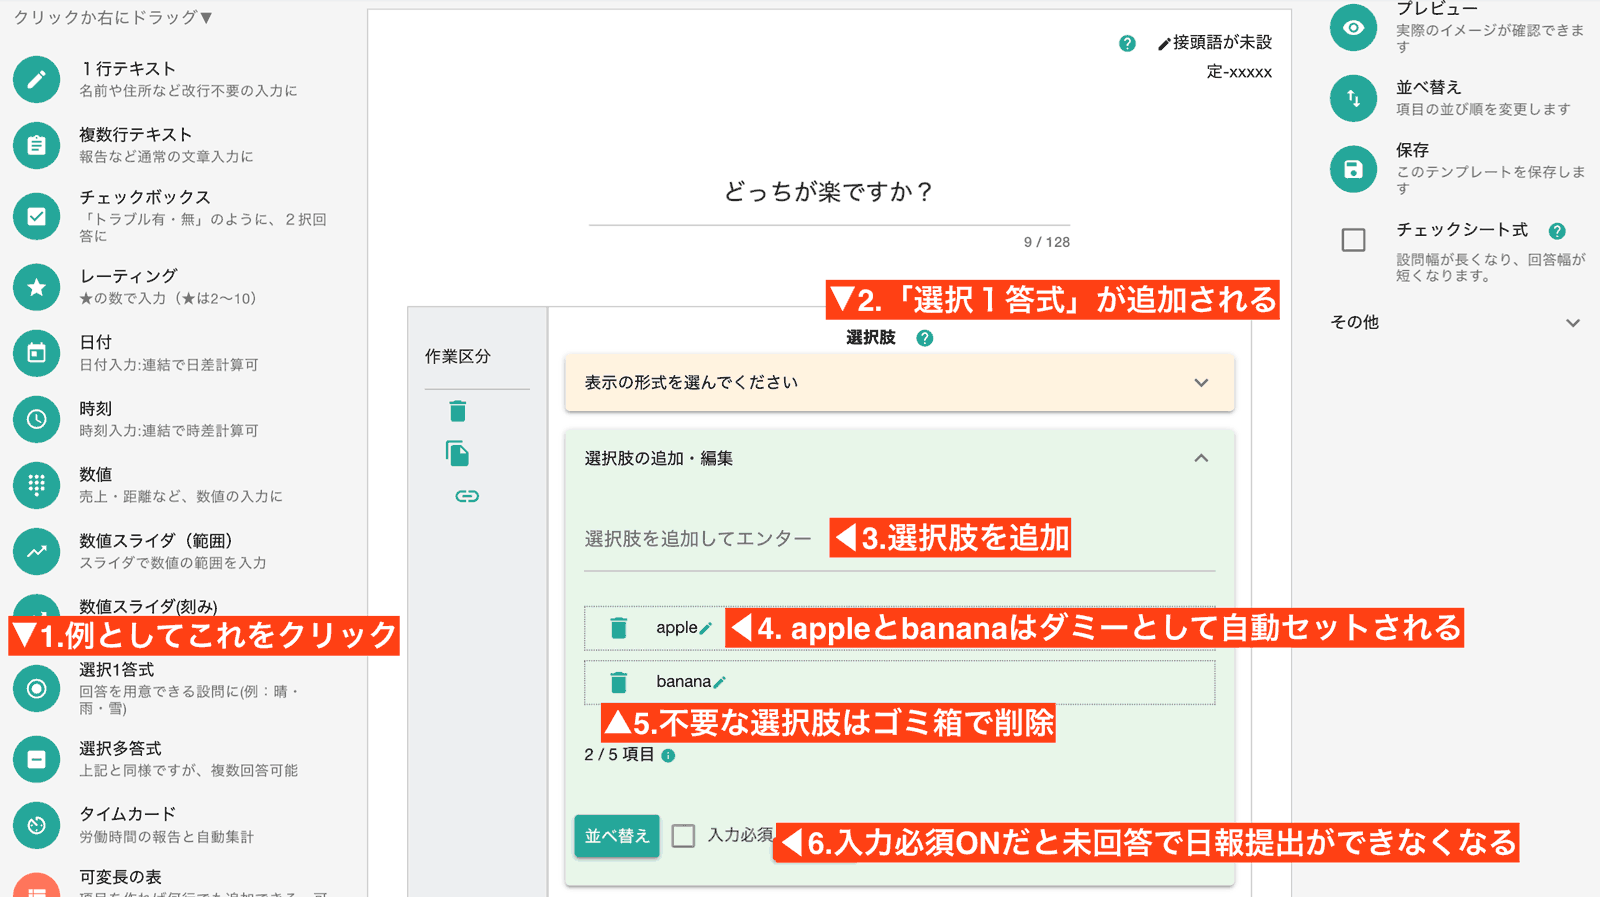 クリックか右にドラッグ▼
１行テキスト
名前や住所など改行不要の入力に
複数行テキスト
報告など通常の文章入力に
チェックボックス
「トラブル有・無」のように、２択回
答に
レーティング
★の数で入力（★は2〜10）
日付
日付入力:連結で日差計算可
時刻
時刻入力:連結で時差計算可
数値
売上・距離など、数値の入力に
数値スライダ（範囲）
スライダで数値の範囲を入力
数値スライダ(刻み)
▼1.例としてこれをクリック
選択1答式
回答を用意できる設問に(例：晴・
雨・雪)
選択多答式
上記と同様ですが、複数回答可能
タイムカード
労働時間の報告と自動集計
可変長の表
接頭語が未設
定-xxxxx
どっちが楽ですか？
9 / 128
▼2.「選択１答式」が追加される
作業区分
選択肢
表示の形式を選んでください
選択肢の追加・編集
選択肢を追加してエンター
◀3.選択肢を追加
apple
◀4. appleとbananaはダミーとして自動セットされる
banana
▲5.不要な選択肢はゴミ箱で削除
2 / 5 項目
並べ替え
入力必須
◀6.入力必須ONだと未回答で日報提出ができなくなる
プレビュー
実際のイメージが確認できま
す
並べ替え
項目の並び順を変更します
保存
このテンプレートを保存しま
す
チェックシート式
設問幅が長くなり、回答幅が
短くなります。
その他